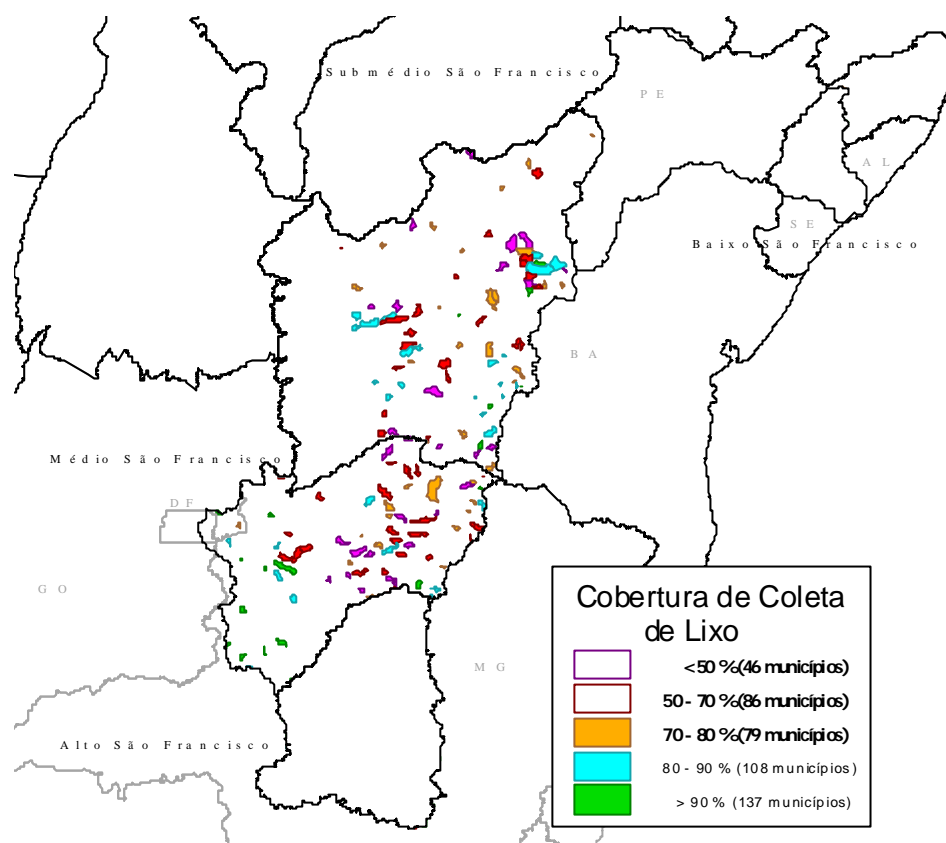 Submédio São Francisco
PE
AL
SE
Baixo São Francisco
BA
Médio São Francisco
DF
GO
MG
Alto São Francisco
Cobertura de Coleta
de Lixo
<50 % (46 municípios)
50 - 70 % (86 municípios)
70 - 80 % (79 municípios)
80 - 90 % (108 municípios)
> 90 % (137 municípios)